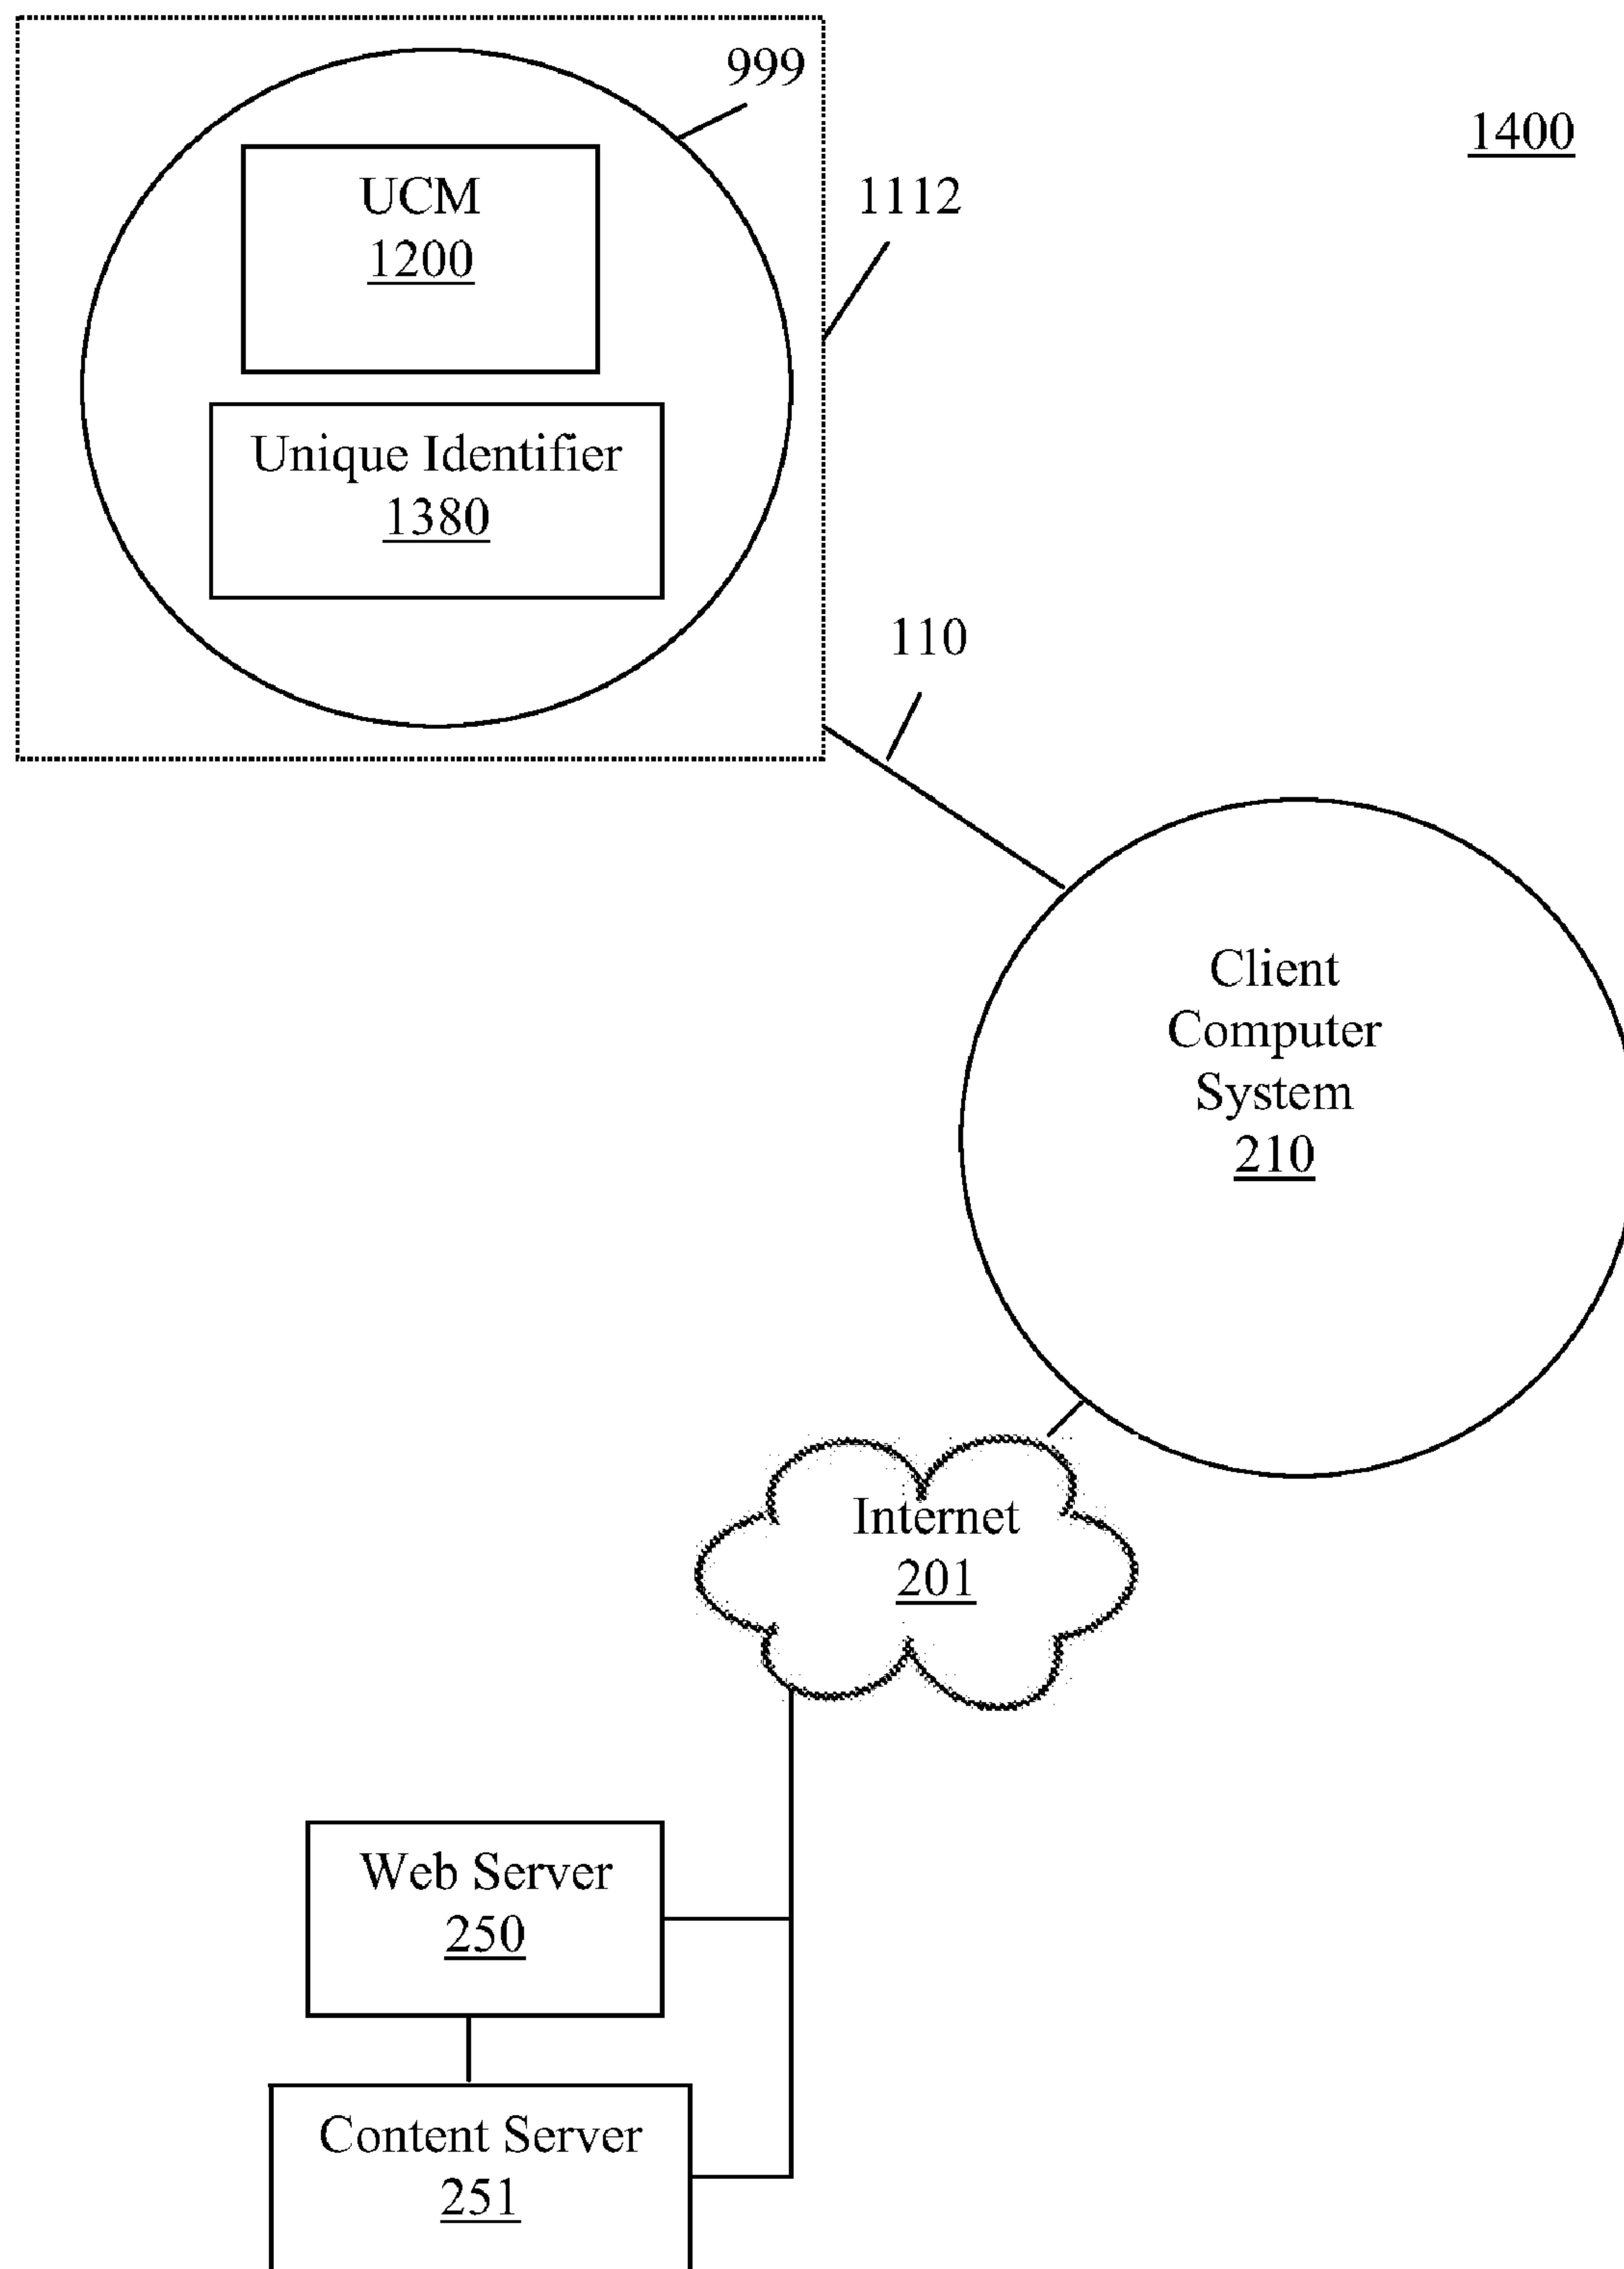 999
1400
UCM
1200
1112
Unique Identifier
1380
110
Client
Computer
System
210
Internet
201
Web Server
250
Content Server
251